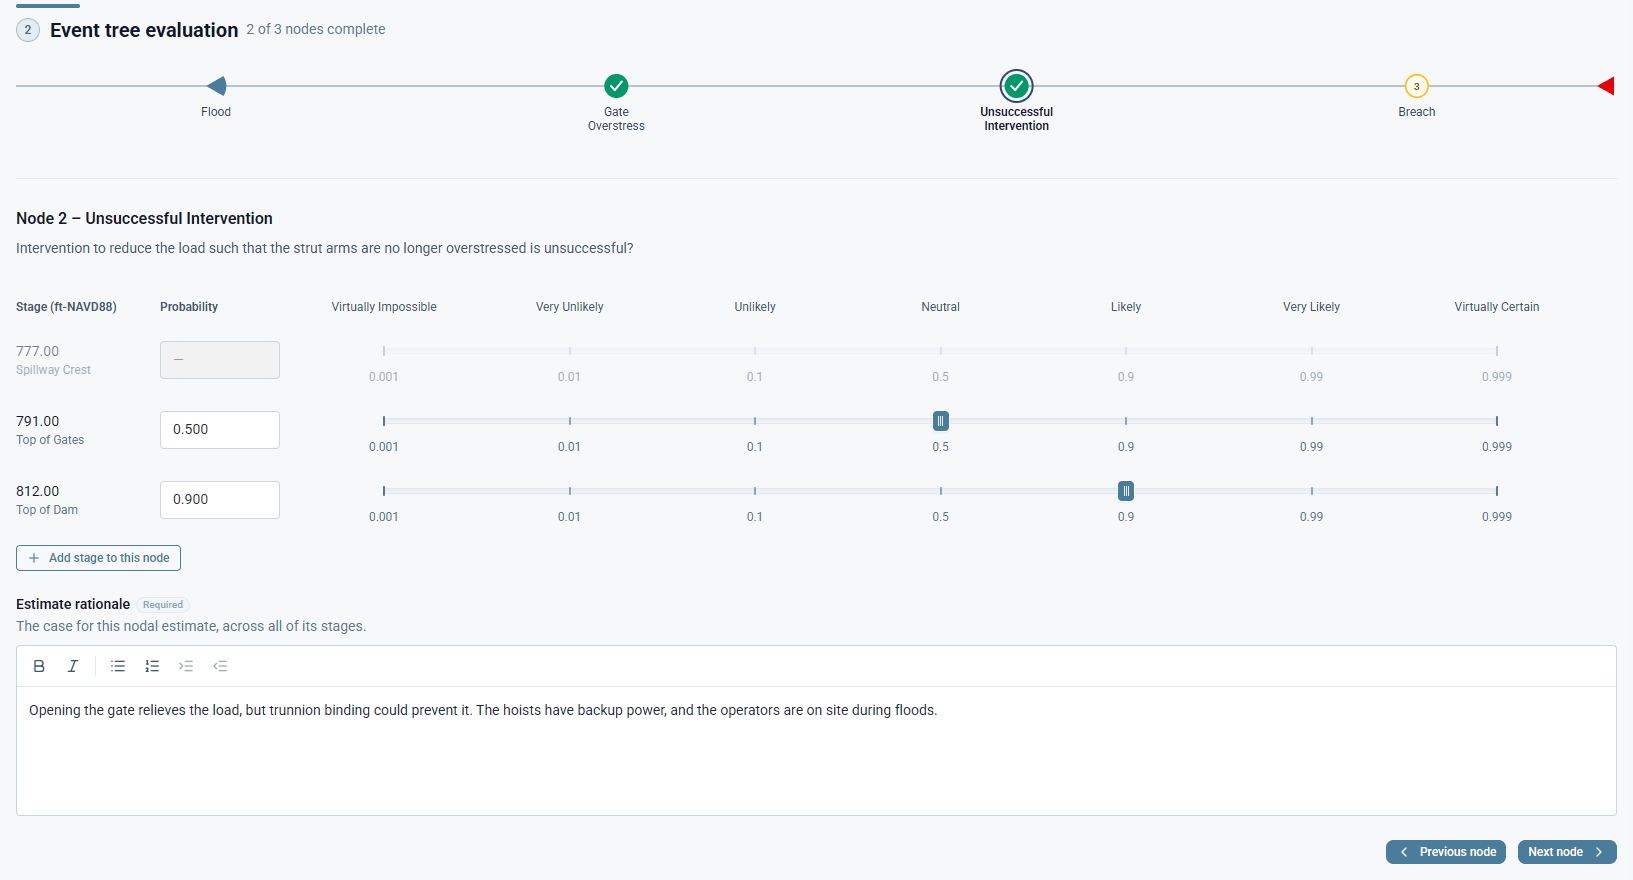 2 Event tree evaluation 2 of 3 nodes complete
3
Flood Gate Unsuccessful Breach
Overstress Intervention
Node 2 – Unsuccessful Intervention
Intervention to reduce the load such that the strut arms are no longer overstressed is unsuccessful?
Stage (ft-NAVD88) Probability Virtually Impossible Very Unlikely Unlikely Neutral Likely Very Likely Virtually Certain
777.00 —
Spillway Crest 0.001 0.01 0.1 0.5 0.9 0.99 0.999
791.00 0.500
Top of Gates 0.001 0.01 0.1 0.5 0.9 0.99 0.999
812.00 0.900
Top of Dam 0.001 0.01 0.1 0.5 0.9 0.99 0.999
+ Add stage to this node
Estimate rationale Required
The case for this nodal estimate, across all of its stages.
B I
Opening the gate relieves the load, but trunnion binding could prevent it. The hoists have backup power, and the operators are on site during floods.
Previous node Next node